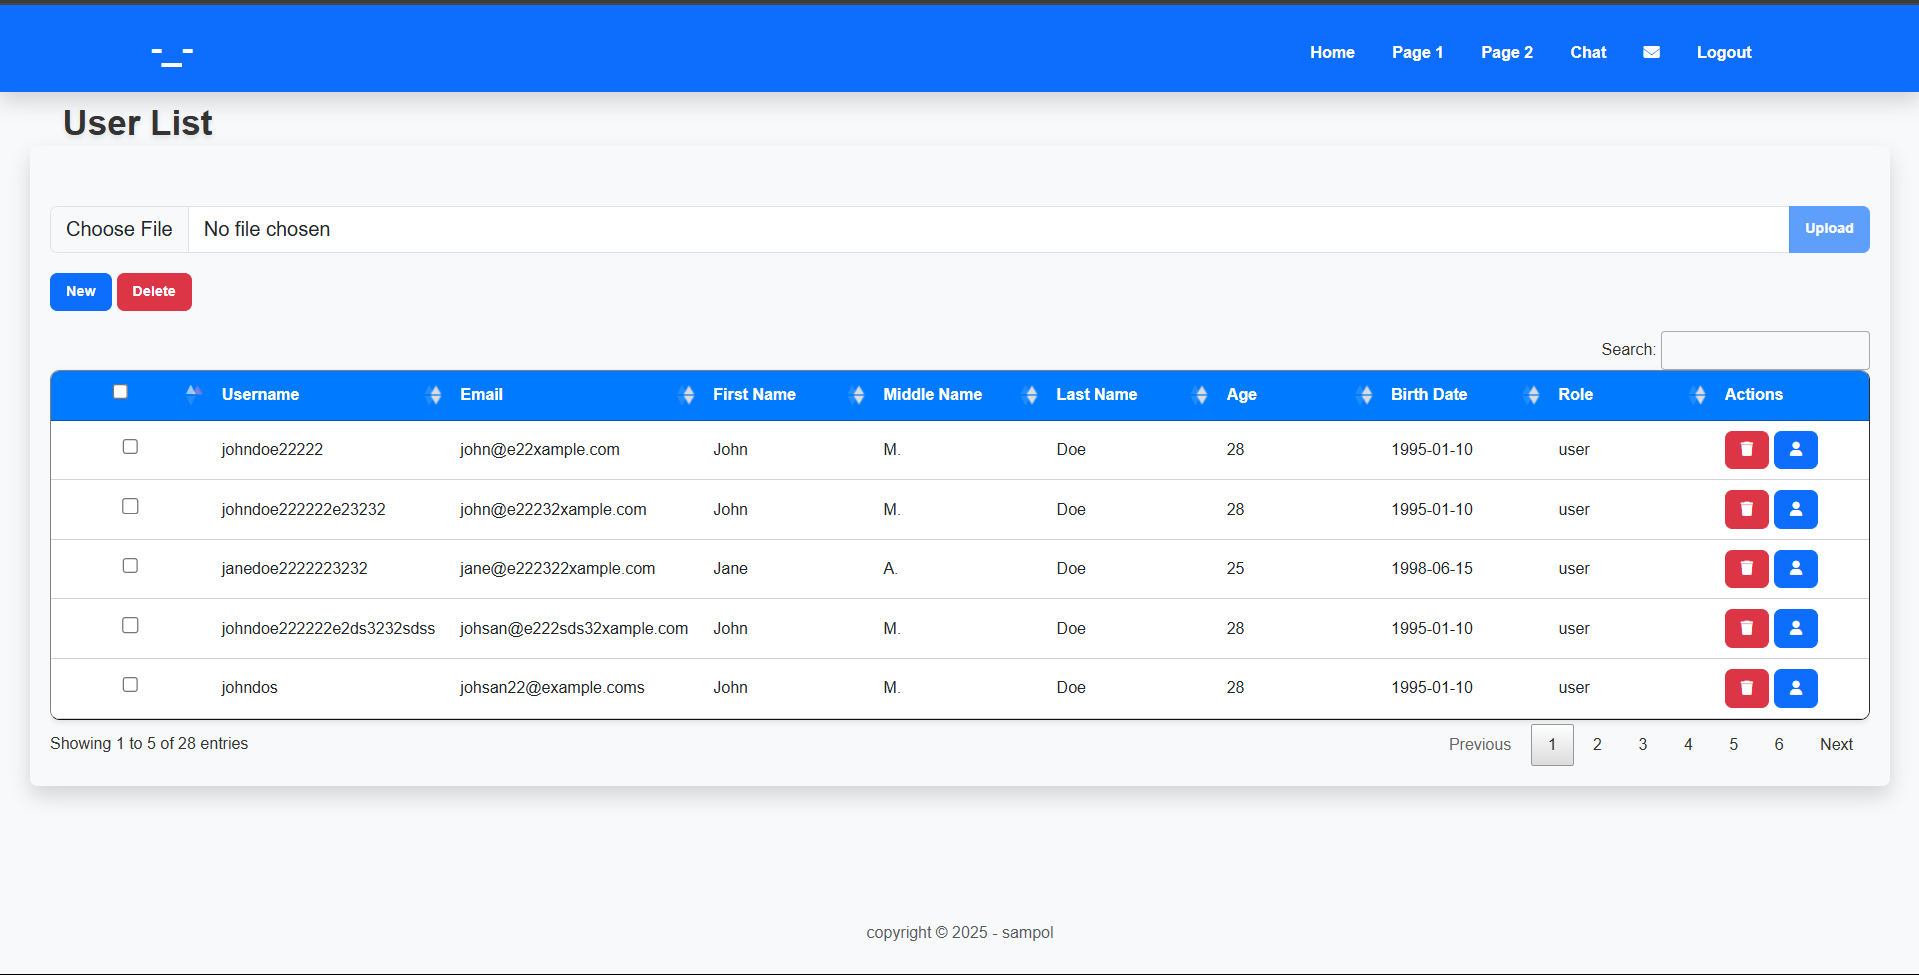 -_-
Home Page 1 Page 2 Chat Logout
User List
Choose File No file chosen Upload
New Delete
Search:
Username Email First Name Middle Name Last Name Age Birth Date Role Actions
johndoe22222 john@e22xample.com John M. Doe 28 1995-01-10 user
johndoe222222e23232 john@e22232xample.com John M. Doe 28 1995-01-10 user
janedoe2222223232 jane@e222322xample.com Jane A. Doe 25 1998-06-15 user
johndoe222222e2ds3232sdss johsan@e222sds32xample.com John M. Doe 28 1995-01-10 user
johndos johsan22@example.coms John M. Doe 28 1995-01-10 user
Showing 1 to 5 of 28 entries Previous 1 2 3 4 5 6 Next
copyright © 2025 - sampol